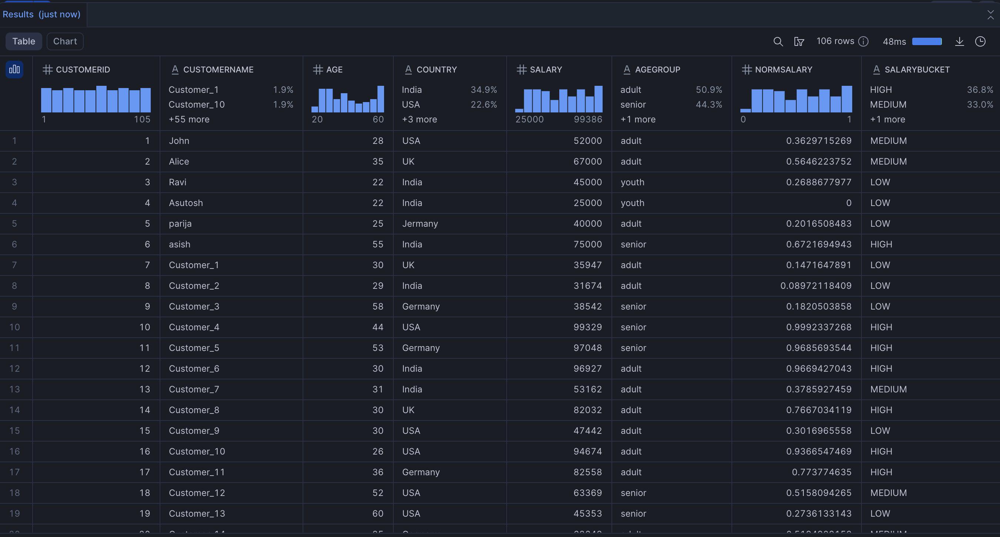 Results (just now)
Table Chart 106 rows 48ms
CUSTOMERID CUSTOMERNAME AGE COUNTRY SALARY AGEGROUP NORMSALARY SALARYBUCKET
Customer_1 1.9% India 34.9% adult 50.9% HIGH 36.8%
Customer_10 1.9% USA 22.6% senior 44.3% MEDIUM 33.0%
1 105 +55 more 20 60 +3 more 25000 99386 +1 more 0 1 +1 more
1 1 John 28 USA 52000 adult 0.3629715269 MEDIUM
2 2 Alice 35 UK 67000 adult 0.5646223752 MEDIUM
3 3 Ravi 22 India 45000 youth 0.2688677977 LOW
4 4 Asutosh 22 India 25000 youth 0 LOW
5 5 parija 25 Jermany 40000 adult 0.2016508483 LOW
6 6 asish 55 India 75000 senior 0.6721694943 HIGH
7 7 Customer_1 30 UK 35947 adult 0.1471647891 LOW
8 8 Customer_2 29 India 31674 adult 0.08972118409 LOW
9 9 Customer_3 58 Germany 38542 senior 0.1820503858 LOW
10 10 Customer_4 44 USA 99329 senior 0.9992337268 HIGH
11 11 Customer_5 53 Germany 97048 senior 0.9685693544 HIGH
12 12 Customer_6 30 India 96927 adult 0.9669427043 HIGH
13 13 Customer_7 31 India 53162 adult 0.3785927459 MEDIUM
14 14 Customer_8 30 UK 82032 adult 0.7667034119 HIGH
15 15 Customer_9 30 USA 47442 adult 0.3016965558 LOW
16 16 Customer_10 26 USA 94674 adult 0.9366547469 HIGH
17 17 Customer_11 36 Germany 82558 adult 0.773774635 HIGH
18 18 Customer_12 52 USA 63369 senior 0.5158094265 MEDIUM
19 19 Customer_13 60 USA 45353 senior 0.2736133143 LOW